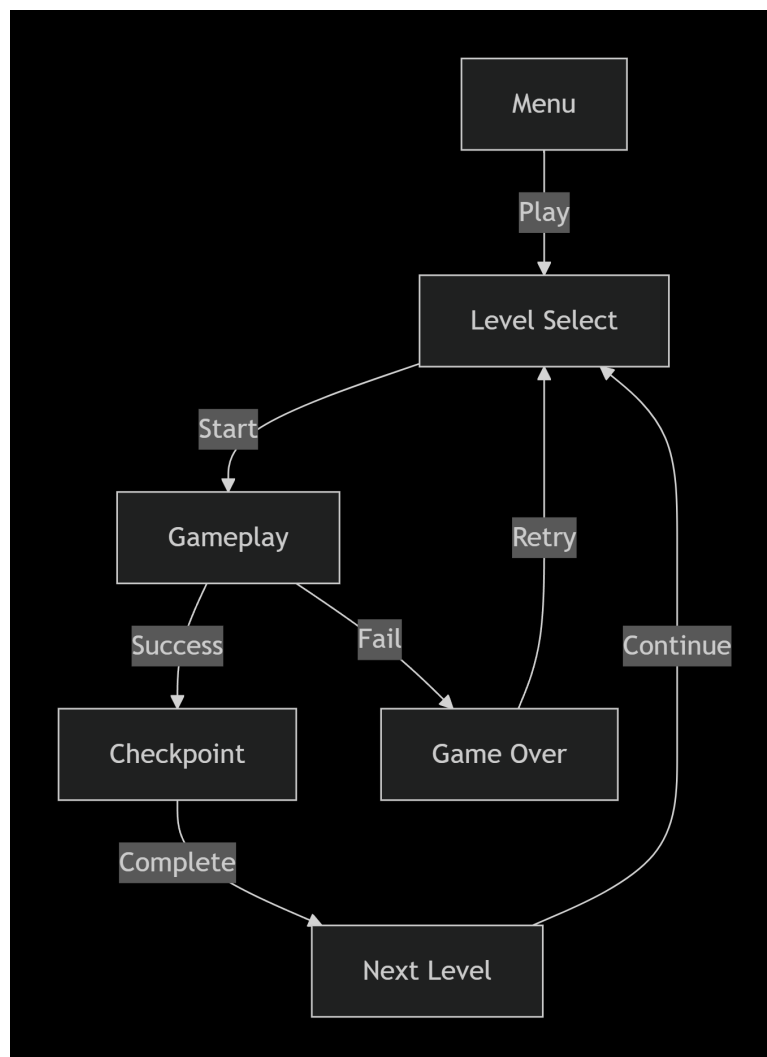 Menu
Play
Level Select
Start
Gameplay
Retry
Success
Fail
Continue
Checkpoint
Game Over
Complete
Next Level